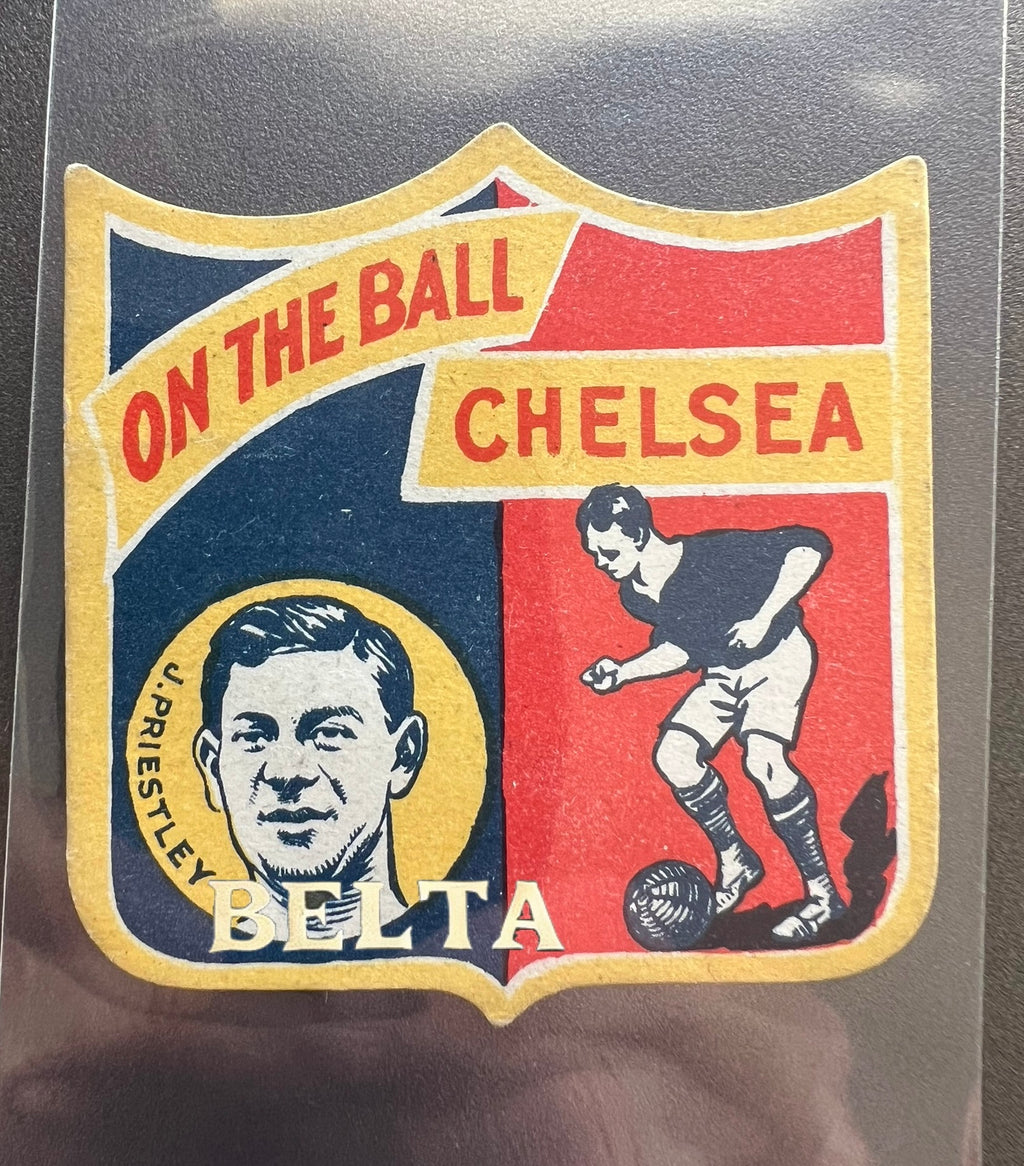 ON THE BALL
CHELSEA
J. PRIESTLEY
BELTA